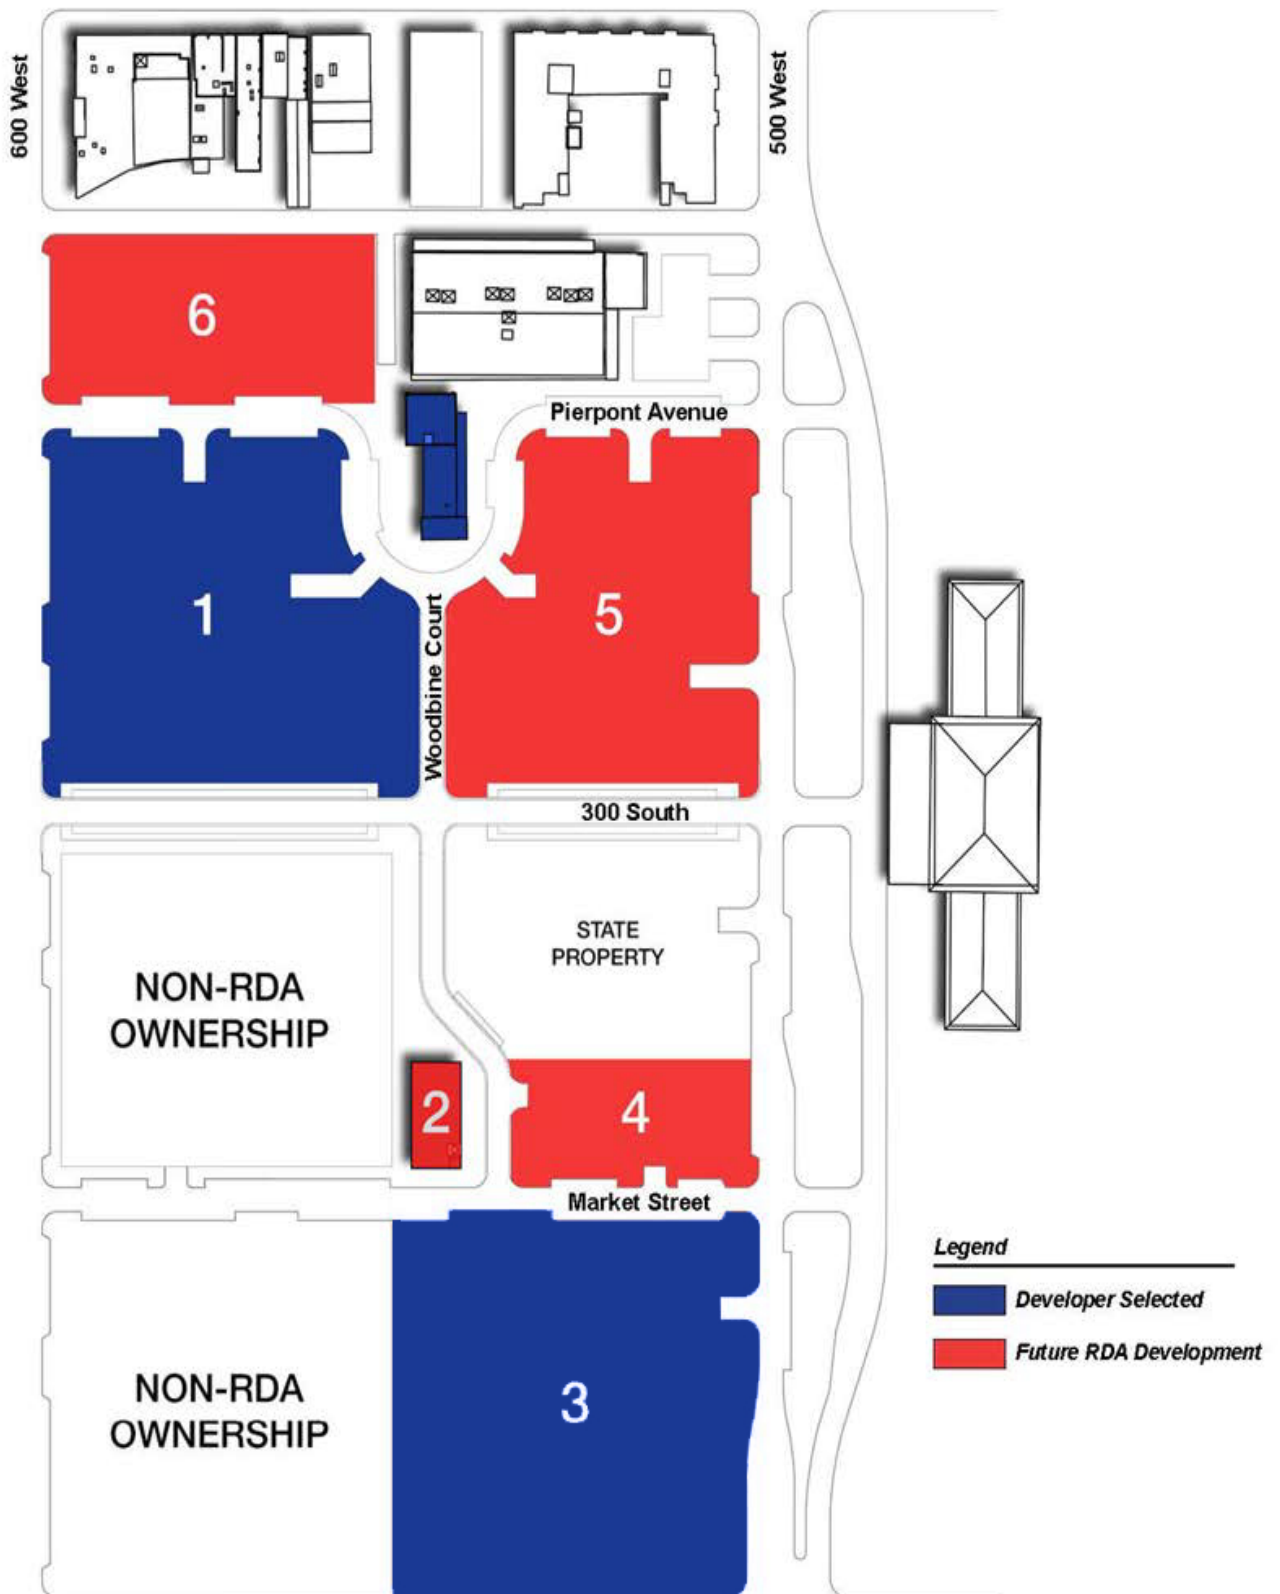 600 West
500 West
6
Pierpont Avenue
1
5
Woodbine Court
300 South
STATE
PROPERTY
NON-RDA
OWNERSHIP
2
4
Market Street
Legend
Developer Selected
Future RDA Development
NON-RDA
OWNERSHIP
3